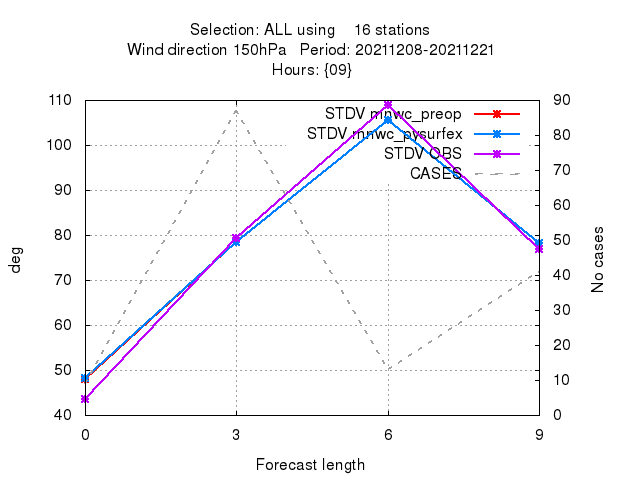 Selection: ALL using 16 stations
Wind direction 150hPa Period: 20211208-20211221
Hours: {09}
110 90
STDV mnwc_preop
80
STDV mnwc_pysurfex
100
STDV OBS
70
CASES
90
60
80 50
deg
No cases
70 40
30
60
20
50
10
40 0
0 3 6 9
Forecast length